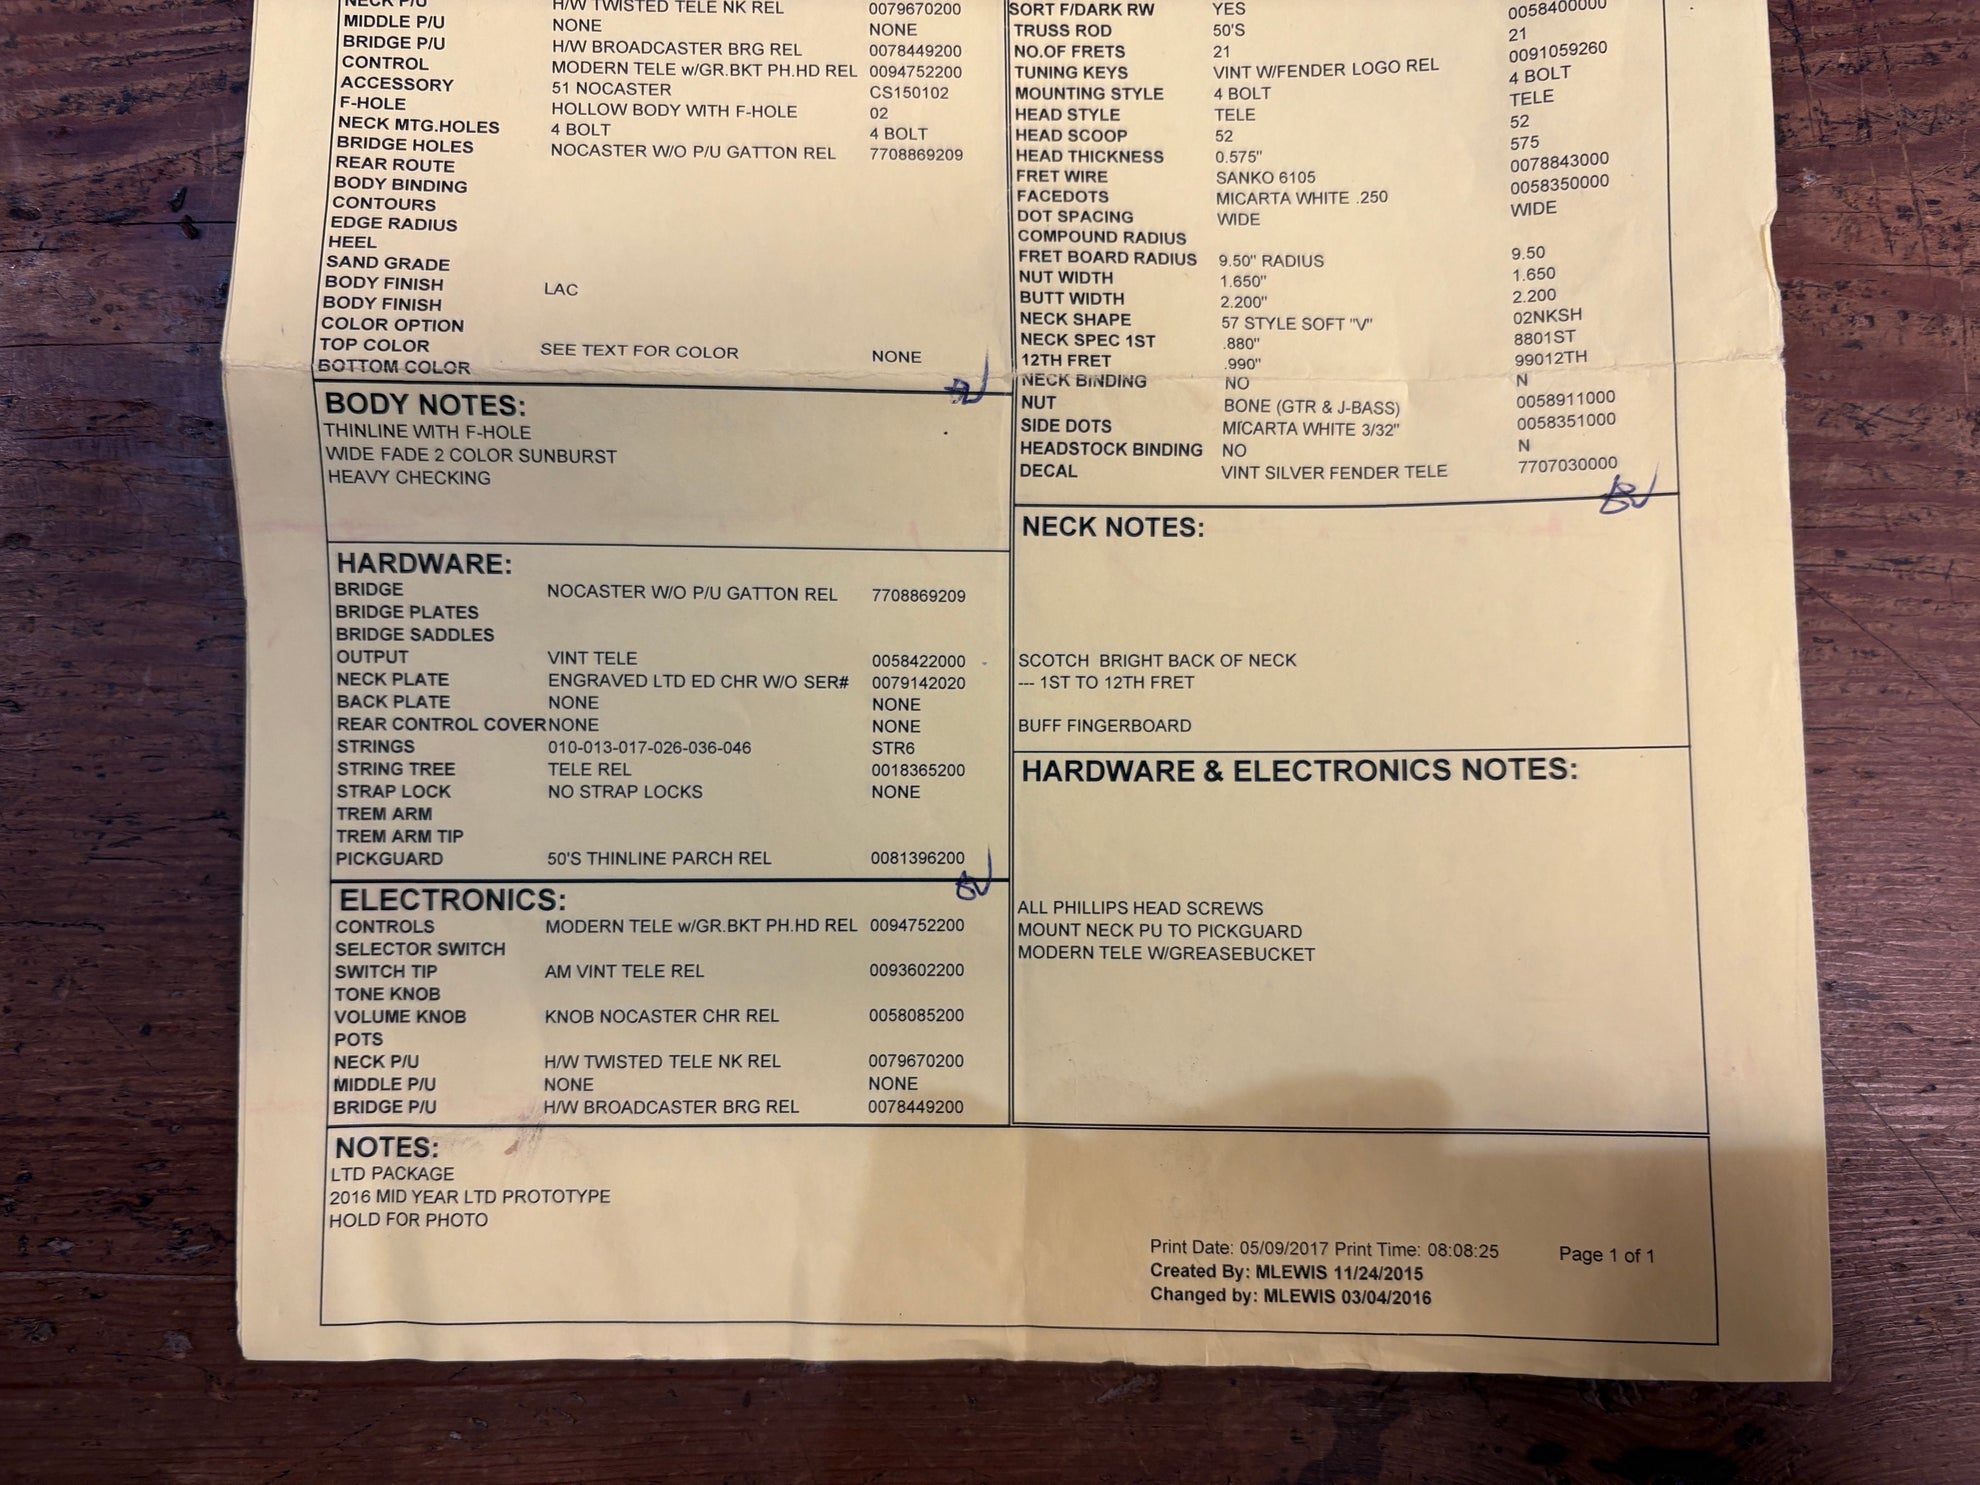 NECK P/U H/W TWISTED TELE NK REL 0079670200
MIDDLE P/U NONE NONE
BRIDGE P/U H/W BROADCASTER BRG REL 0078449200
CONTROL MODERN TELE w/GR.BKT PH.HD REL 0094752200
ACCESSORY 51 NOCASTER CS150102
F-HOLE HOLLOW BODY WITH F-HOLE 02
NECK MTG.HOLES 4 BOLT 4 BOLT
BRIDGE HOLES NOCASTER W/O P/U GATTON REL 7708869209
REAR ROUTE
BODY BINDING
CONTOURS
EDGE RADIUS
HEEL
SAND GRADE
BODY FINISH LAC
BODY FINISH
COLOR OPTION
TOP COLOR SEE TEXT FOR COLOR NONE
BOTTOM COLOR
BODY NOTES:
THINLINE WITH F-HOLE
WIDE FADE 2 COLOR SUNBURST
HEAVY CHECKING
HARDWARE:
BRIDGE NOCASTER W/O P/U GATTON REL 7708869209
BRIDGE PLATES
BRIDGE SADDLES
OUTPUT VINT TELE 0058422000
NECK PLATE ENGRAVED LTD ED CHR W/O SER# 0079142020
BACK PLATE NONE NONE
REAR CONTROL COVER NONE NONE
STRINGS 010-013-017-026-036-046 STR6
STRING TREE TELE REL 0018365200
STRAP LOCK NO STRAP LOCKS NONE
TREM ARM
TREM ARM TIP
PICKGUARD 50'S THINLINE PARCH REL 0081396200
ELECTRONICS:
CONTROLS MODERN TELE w/GR.BKT PH.HD REL 0094752200
SELECTOR SWITCH
SWITCH TIP AM VINT TELE REL 0093602200
TONE KNOB
VOLUME KNOB KNOB NOCASTER CHR REL 0058085200
POTS
NECK P/U H/W TWISTED TELE NK REL 0079670200
MIDDLE P/U NONE NONE
BRIDGE P/U H/W BROADCASTER BRG REL 0078449200
SORT F/DARK RW YES 0058400000
TRUSS ROD 50'S 21
NO.OF FRETS 21 0091059260
TUNING KEYS VINT W/FENDER LOGO REL 4 BOLT
MOUNTING STYLE 4 BOLT TELE
HEAD STYLE TELE 52
HEAD SCOOP 52 575
HEAD THICKNESS 0.575" 0078843000
FRET WIRE SANKO 6105 0058350000
FACEDOTS MICARTA WHITE .250 WIDE
DOT SPACING WIDE
COMPOUND RADIUS
FRET BOARD RADIUS 9.50" RADIUS 9.50
NUT WIDTH 1.650" 1.650
BUTT WIDTH 2.200" 2.200
NECK SHAPE 57 STYLE SOFT "V" 02NKSH
NECK SPEC 1ST .880" 8801ST
12TH FRET .990" 99012TH
NECK BINDING NO N
NUT BONE (GTR & J-BASS) 0058911000
SIDE DOTS MICARTA WHITE 3/32" 0058351000
HEADSTOCK BINDING NO N
DECAL VINT SILVER FENDER TELE 7707030000
NECK NOTES:
SCOTCH BRIGHT BACK OF NECK
--- 1ST TO 12TH FRET
BUFF FINGERBOARD
HARDWARE & ELECTRONICS NOTES:
ALL PHILLIPS HEAD SCREWS
MOUNT NECK PU TO PICKGUARD
MODERN TELE W/GREASEBUCKET
NOTES:
LTD PACKAGE
2016 MID YEAR LTD PROTOTYPE
HOLD FOR PHOTO
Print Date: 05/09/2017 Print Time: 08:08:25 Page 1 of 1
Created By: MLEWIS 11/24/2015
Changed by: MLEWIS 03/04/2016